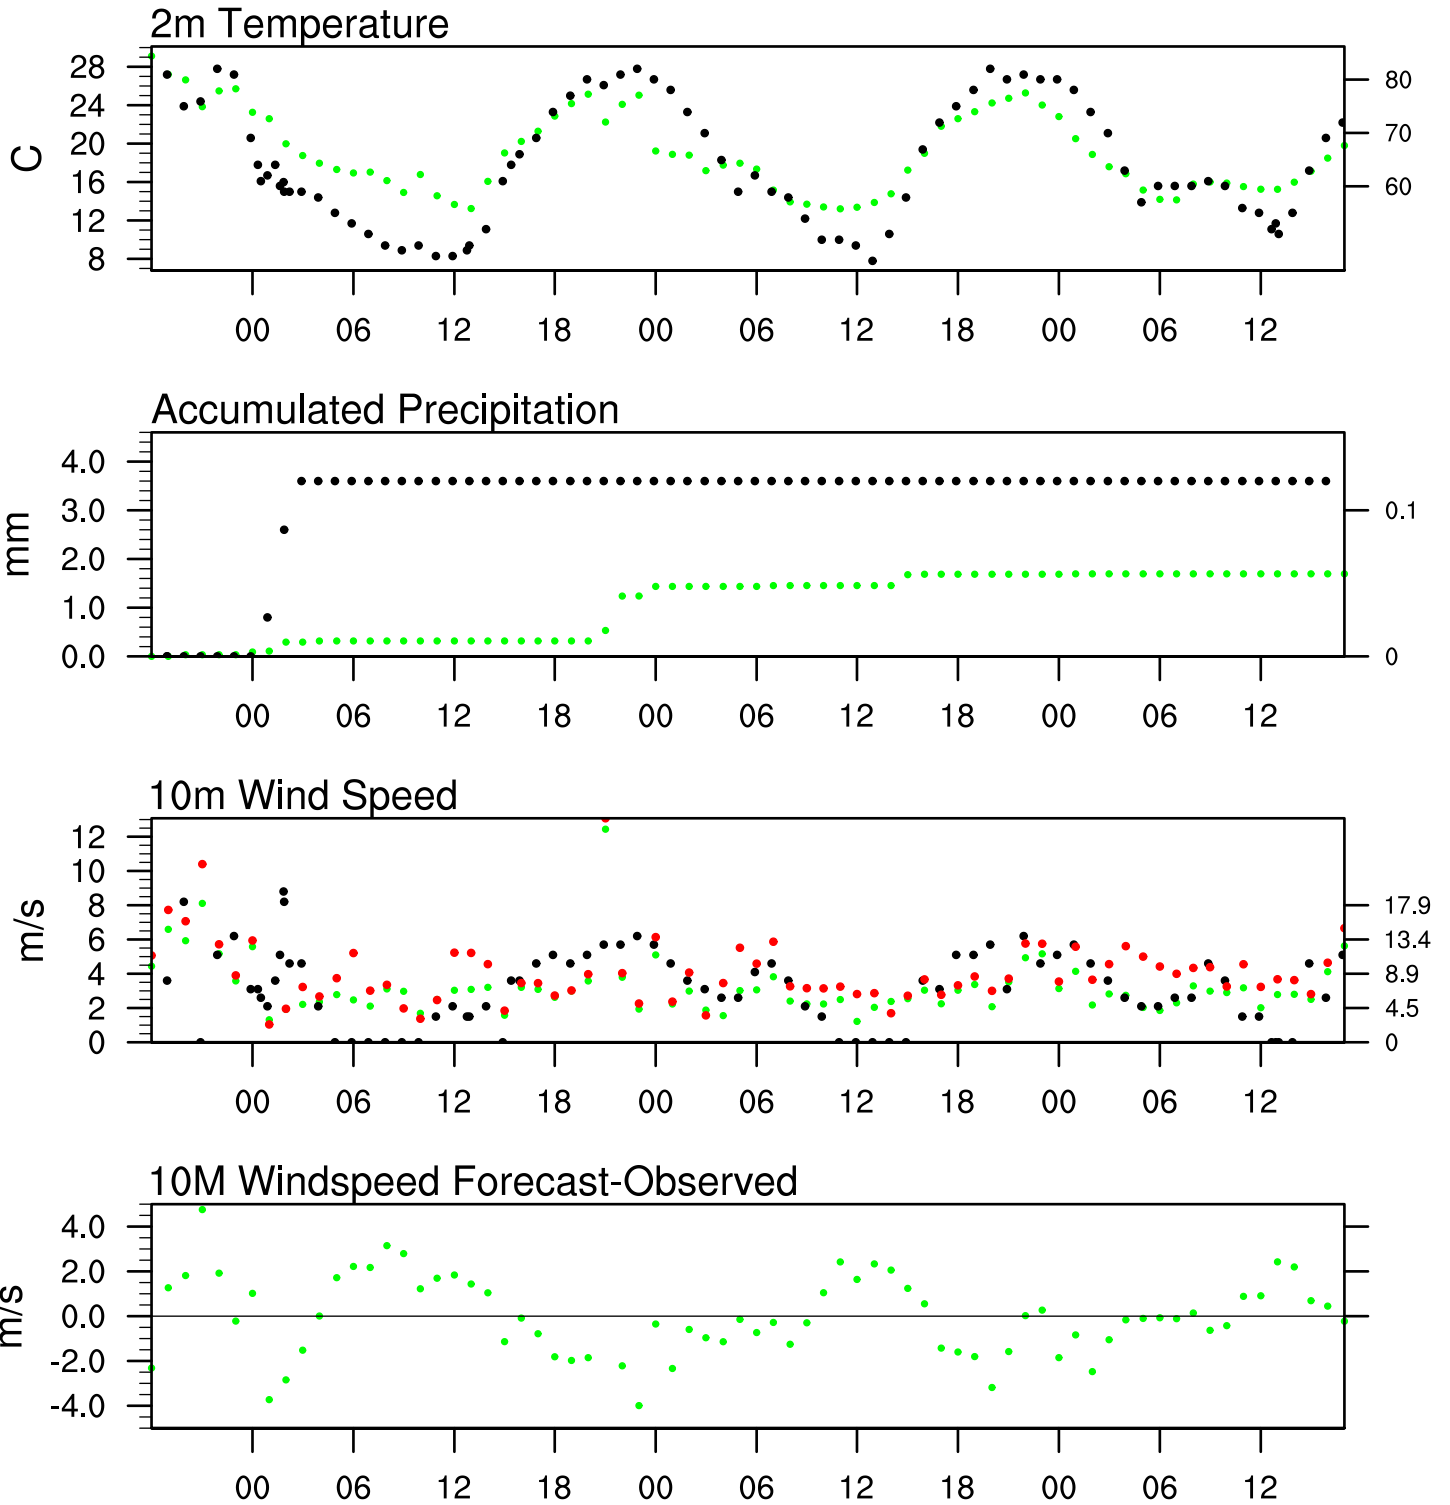 2m Temperature
28
24
20
16
12
8
C
80
70
60
00 06 12 18 00 06 12 18 00 06 12
Accumulated Precipitation
4.0
3.0
2.0
1.0
0.0
mm
0.1
0
00 06 12 18 00 06 12 18 00 06 12
10m Wind Speed
12
10
8
6
4
2
0
m/s
17.9
13.4
8.9
4.5
0
00 06 12 18 00 06 12 18 00 06 12
10M Windspeed Forecast-Observed
4.0
2.0
0.0
-2.0
-4.0
m/s
00 06 12 18 00 06 12 18 00 06 12